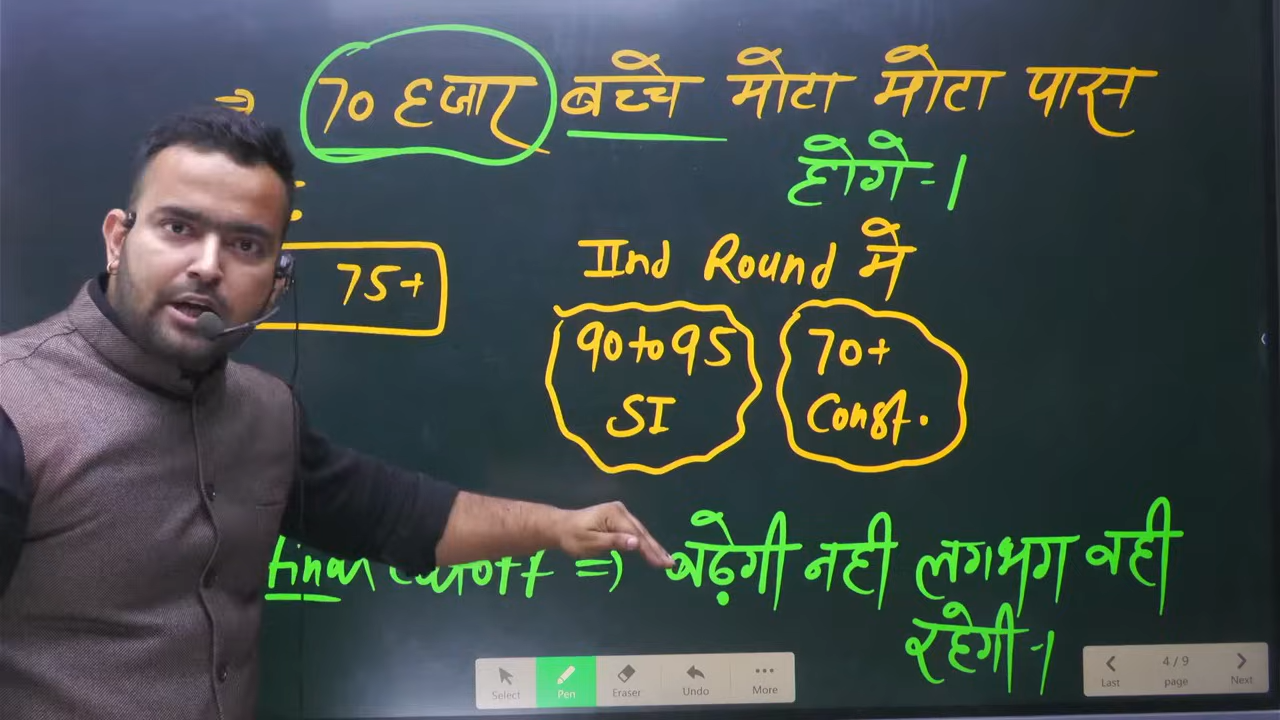 ⇒ 70 हजार बच्चे मोटा मोटा पास
होगे-।
75+
IInd Round मे
90 to 95
SI
70+
Const.
Final Cutoff ⇒ बढ़ेगी नही लगभग वही
रहेगी-।
Select
Pen
Eraser
Undo
More
Last
4 / 9
page
Next